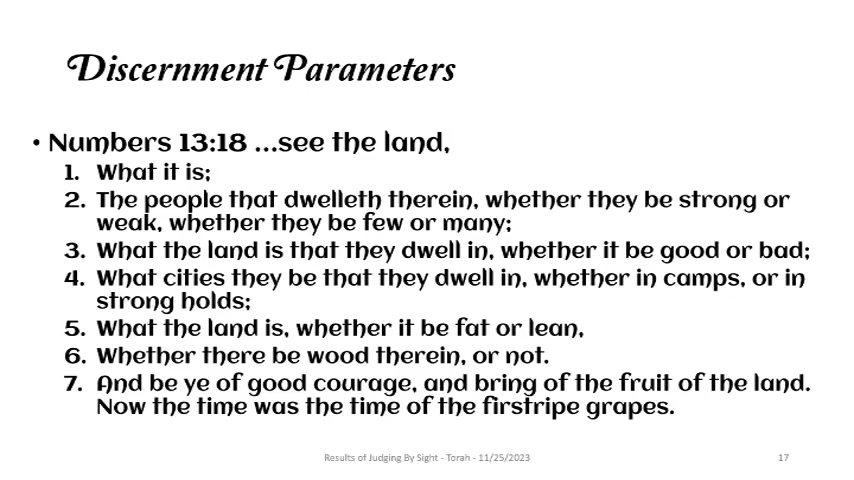 Discernment Parameters
• Numbers 13:18 ...see the land,
1. What it is;
2. The people that dwelleth therein, whether they be strong or
weak, whether they be few or many;
3. What the land is that they dwell in, whether it be good or bad;
4. What cities they be that they dwell in, whether in camps, or in
strong holds;
5. What the land is, whether it be fat or lean,
6. Whether there be wood therein, or not.
7. And be ye of good courage, and bring of the fruit of the land.
Now the time was the time of the firstripe grapes.
Results of Judging By Sight - Torah - 11/25/2023 17